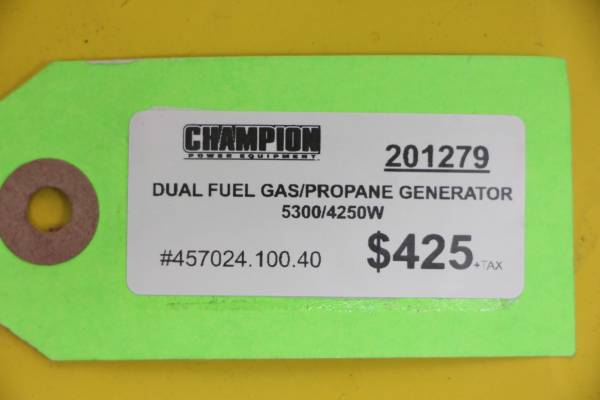 CHAMPION
POWER EQUIPMENT
201279
DUAL FUEL GAS/PROPANE GENERATOR
5300/4250W
#457024.100.40
$425+TAX